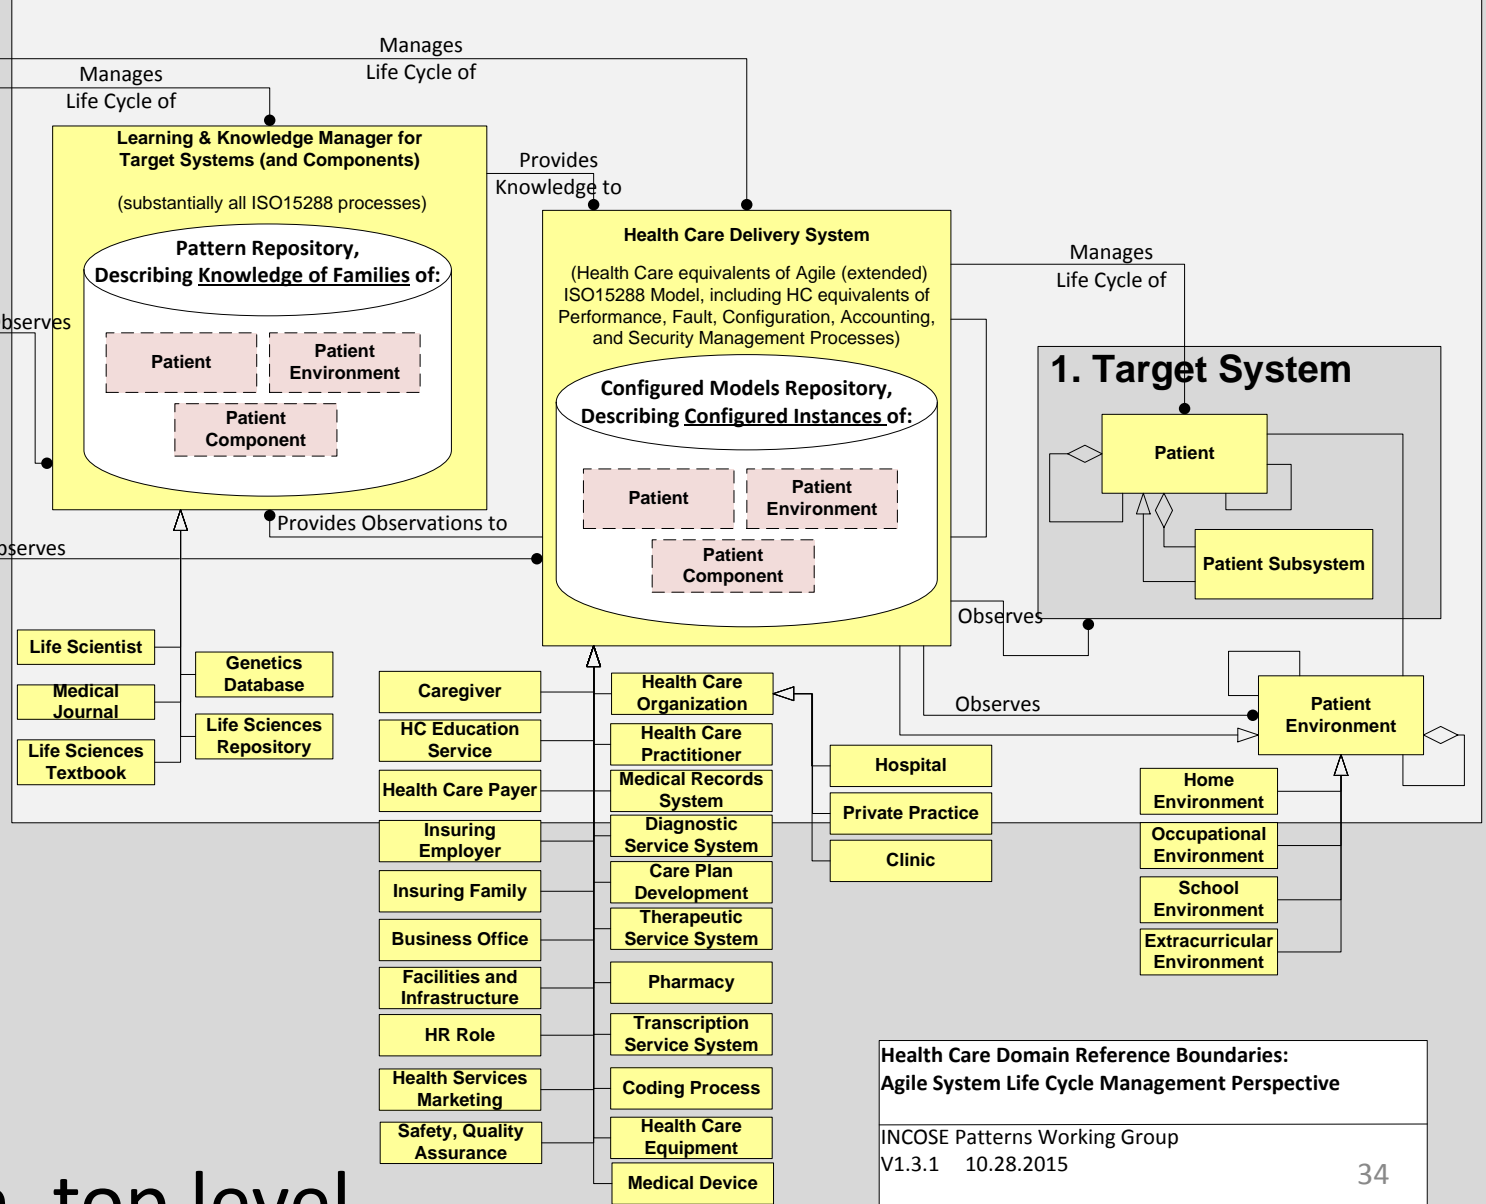 Manages
Life Cycle of
Manages
Life Cycle of
Learning & Knowledge Manager for
Target Systems (and Components)
(substantially all ISO15288 processes)
Pattern Repository,
Describing Knowledge of Families of:
Patient
Patient
Environment
Patient
Component
Provides
Knowledge to
Health Care Delivery System
(Health Care equivalents of Agile (extended)
ISO15288 Model, including HC equivalents of
Performance, Fault, Configuration, Accounting,
and Security Management Processes)
Configured Models Repository,
Describing Configured Instances of:
Patient
Patient
Environment
Patient
Component
Manages
Life Cycle of
1. Target System
Patient
Patient Subsystem
bserves
Provides Observations to
bserves
Observes
Observes
Life Scientist
Medical
Journal
Life Sciences
Textbook
Genetics
Database
Life Sciences
Repository
Caregiver
HC Education
Service
Health Care Payer
Insuring
Employer
Insuring Family
Business Office
Facilities and
Infrastructure
HR Role
Health Services
Marketing
Safety, Quality
Assurance
Health Care
Organization
Health Care
Practitioner
Medical Records
System
Diagnostic
Service System
Care Plan
Development
Therapeutic
Service System
Pharmacy
Transcription
Service System
Coding Process
Health Care
Equipment
Medical Device
Hospital
Private Practice
Clinic
Patient
Environment
Home
Environment
Occupational
Environment
School
Environment
Extracurricular
Environment
Health Care Domain Reference Boundaries:
Agile System Life Cycle Management Perspective
INCOSE Patterns Working Group
V1.3.1 10.28.2015
34
top level